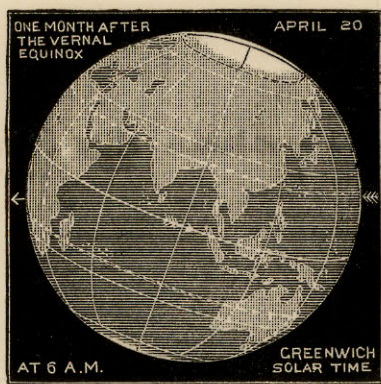 ONE MONTH AFTER
THE VERNAL
EQUINOX
APRIL 20
AT 6 A.M.
GREENWICH
SOLAR TIME